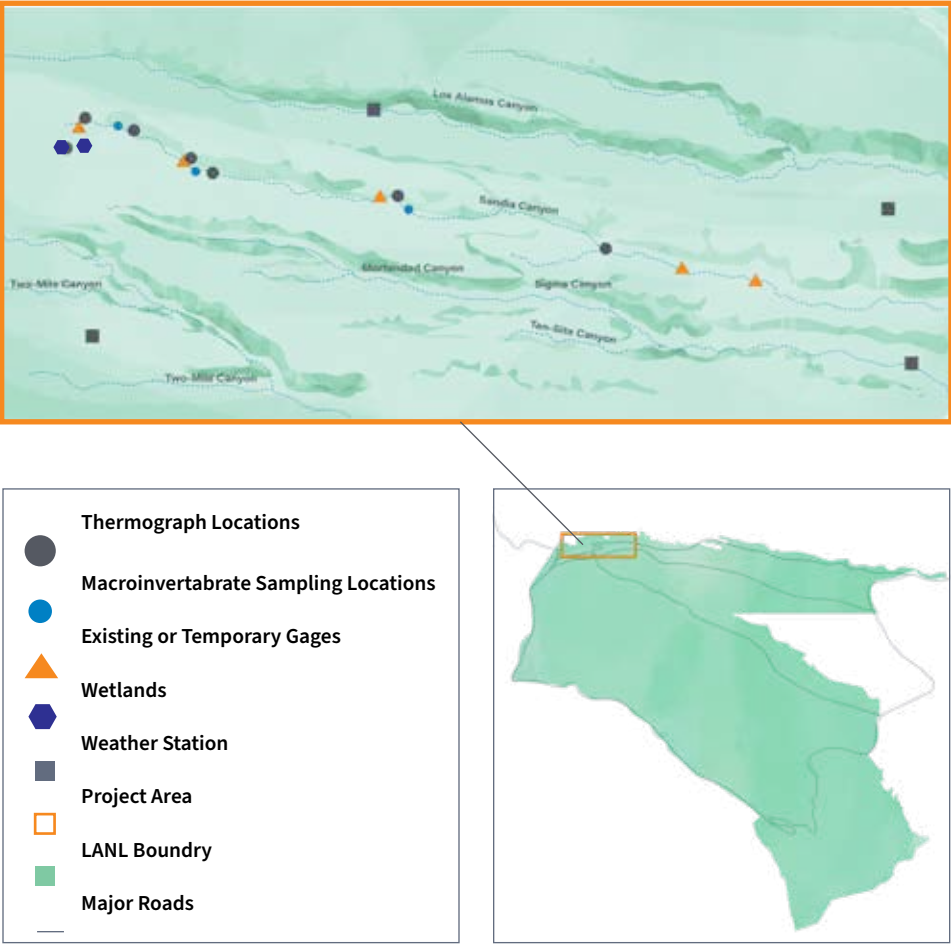 Los Alamos Canyon
Sandia Canyon
Mortendad Canyon
Two-Mile Canyon
Sigma Canyon
Ten-Site Canyon
Two-Mile Canyon
Thermograph Locations
Macroinvertabrate Sampling Locations
Existing or Temporary Gages
Wetlands
Weather Station
Project Area
LANL Boundry
Major Roads